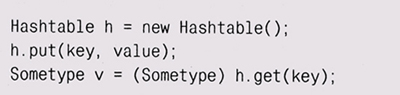 Hashtable h = new Hashtable();
h.put(key, value);
Sometype v = (Sometype) h.get(key);